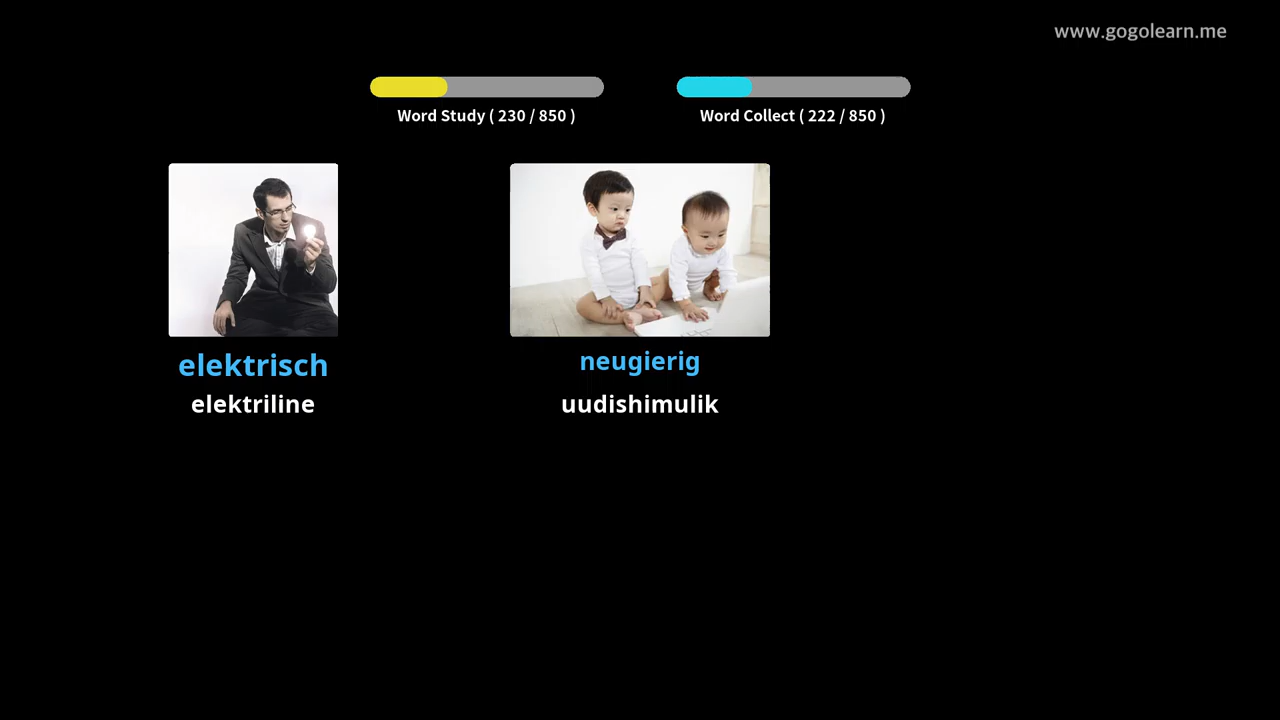 www.gogolearn.me
Word Study ( 230 / 850 )
Word Collect ( 222 / 850 )
elektrisch
elektriline
neugierig
uudishimulik